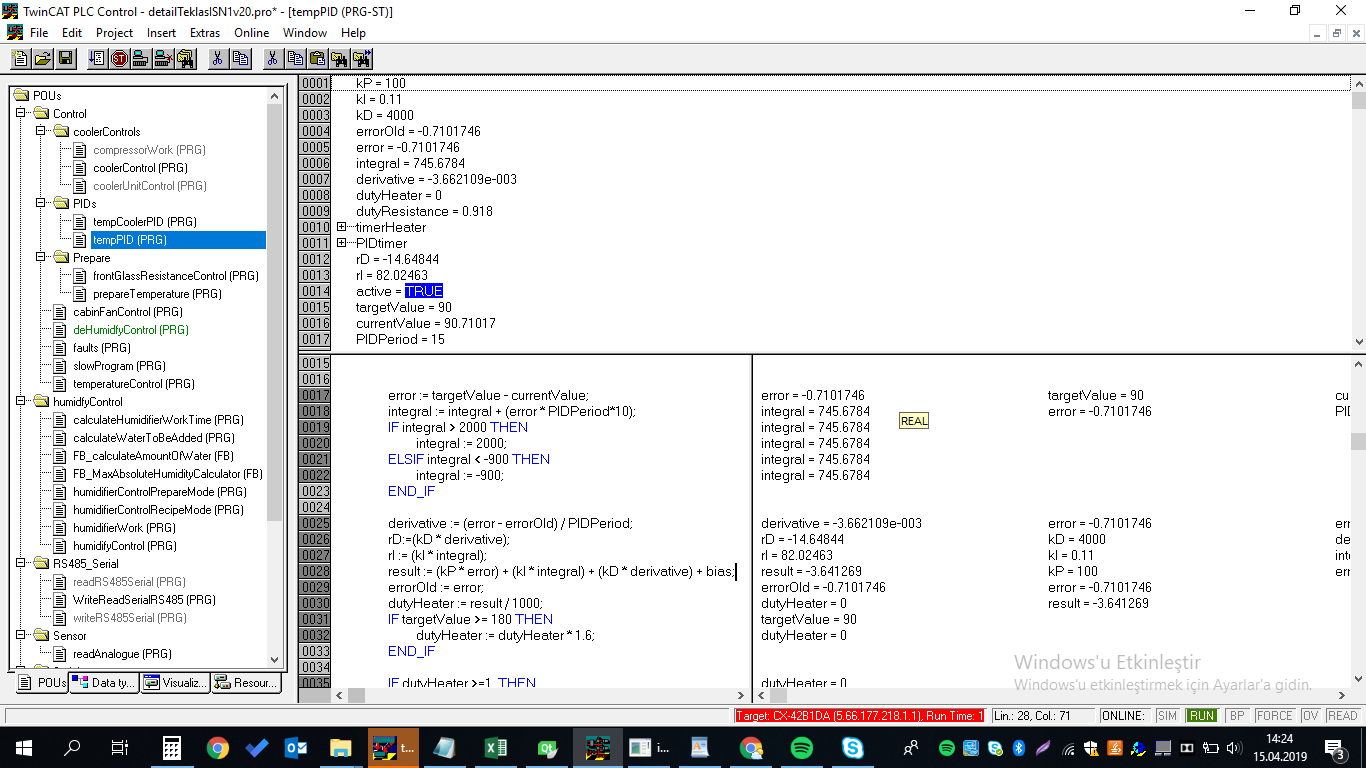 TwinCAT PLC Control - detailTeklasISN1v20.pro* - [tempPID (PRG-ST)]
File Edit Project Insert Extras Online Window Help
POUs
Control
coolerControls
compressorWork (PRG)
coolerControl (PRG)
coolerUnitControl (PRG)
PIDs
tempCoolerPID (PRG)
tempPID (PRG)
Prepare
frontGlassResistanceControl (PRG)
prepareTemperature (PRG)
cabinFanControl (PRG)
deHumidfyControl (PRG)
faults (PRG)
slowProgram (PRG)
temperatureControl (PRG)
humidfyControl
calculateHumidifierWorkTime (PRG)
calculateWaterToBeAdded (PRG)
FB_calculateAmountOfWater (FB)
FB_MaxAbsoluteHumidityCalculator (FB)
humidifierControlPrepareMode (PRG)
humidifierControlRecipeMode (PRG)
humidifierWork (PRG)
humidifyControl (PRG)
RS485_Serial
readRS485Serial (PRG)
WriteReadSerialRS485 (PRG)
writeRS485Serial (PRG)
Sensor
readAnalogue (PRG)
POUs Data ty... Visualiz... Resour...
0001 kP = 100
0002 kI = 0.11
0003 kD = 4000
0004 errorOld = -0.7101746
0005 error = -0.7101746
0006 integral = 745.6784
0007 derivative = -3.662109e-003
0008 dutyHeater = 0
0009 dutyResistance = 0.918
0010 timerHeater
0011 PIDtimer
0012 rD = -14.64844
0013 rI = 82.02463
0014 active = TRUE
0015 targetValue = 90
0016 currentValue = 90.71017
0017 PIDPeriod = 15
0015
0016
0017 error := targetValue - currentValue; error = -0.7101746 targetValue = 90 cu
0018 integral := integral + (error * PIDPeriod*10); integral = 745.6784 error = -0.7101746 PI
0019 IF integral > 2000 THEN integral = 745.6784
REAL
0020 integral := 2000; integral = 745.6784
0021 ELSIF integral < -900 THEN integral = 745.6784
0022 integral := -900; integral = 745.6784
0023 END_IF
0024
0025 derivative := (error - errorOld) / PIDPeriod; derivative = -3.662109e-003 error = -0.7101746 err
0026 rD:=(kD * derivative); rD = -14.64844 kD = 4000 de
0027 rI := (kI * integral); rI = 82.02463 kI = 0.11 int
0028 result := (kP * error) + (kI * integral) + (kD * derivative) + bias; result = -3.641269 kP = 100 err
0029 errorOld := error; errorOld = -0.7101746 error = -0.7101746
0030 dutyHeater := result / 1000; dutyHeater = 0 result = -3.641269
0031 IF targetValue >= 180 THEN targetValue = 90
0032 dutyHeater := dutyHeater * 1.6; dutyHeater = 0
0033 END_IF
0034
0035 IF dutyHeater >=1 THEN dutyHeater = 0
Windows'u Etkinleştir
Windows'u etkinleştirmek için Ayarlar'a gidin.
Target: CX-42B1DA (5.66.177.218.1.1), Run Time: 1 Lin.: 28, Col.: 71 ONLINE: SIM RUN BP FORCE OV READ
t... i...
14:24
15.04.2019
3